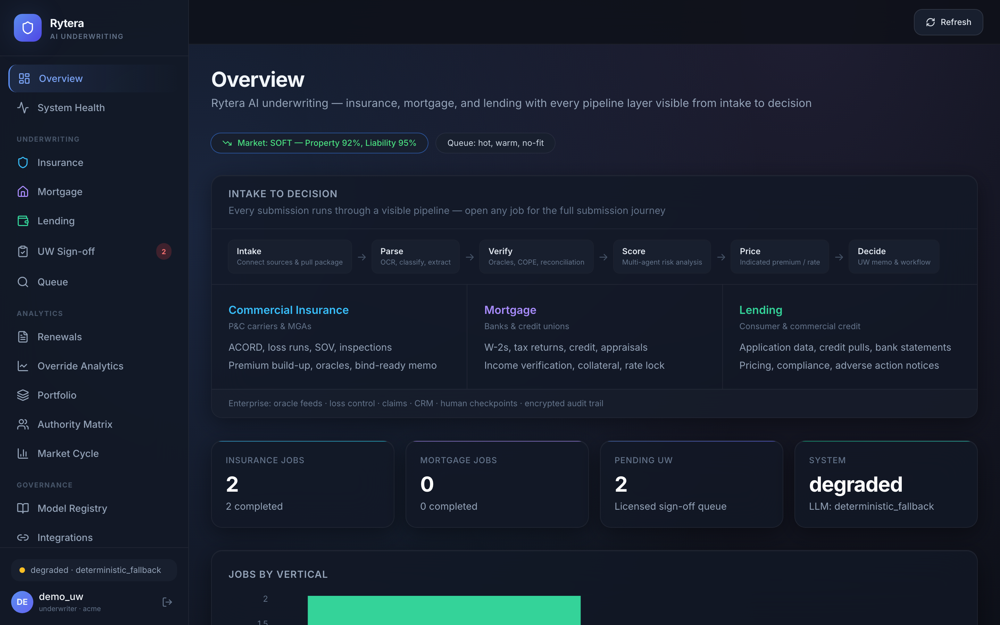 Rytera
AI UNDERWRITING
Overview
System Health
UNDERWRITING
Insurance
Mortgage
Lending
UW Sign-off
2
Queue
ANALYTICS
Renewals
Override Analytics
Portfolio
Authority Matrix
Market Cycle
GOVERNANCE
Model Registry
Integrations
degraded · deterministic_fallback
DE
demo_uw
underwriter · acme
Refresh
Overview
Rytera AI underwriting — insurance, mortgage, and lending with every pipeline layer visible from intake to decision
Market: SOFT — Property 92%, Liability 95%
Queue: hot, warm, no-fit
INTAKE TO DECISION
Every submission runs through a visible pipeline — open any job for the full submission journey
Intake
Connect sources & pull package
Parse
OCR, classify, extract
Verify
Oracles, COPE, reconciliation
Score
Multi-agent risk analysis
Price
Indicated premium / rate
Decide
UW memo & workflow
Commercial Insurance
P&C carriers & MGAs
ACORD, loss runs, SOV, inspections
Premium build-up, oracles, bind-ready memo
Mortgage
Banks & credit unions
W-2s, tax returns, credit, appraisals
Income verification, collateral, rate lock
Lending
Consumer & commercial credit
Application data, credit pulls, bank statements
Pricing, compliance, adverse action notices
Enterprise: oracle feeds · loss control · claims · CRM · human checkpoints · encrypted audit trail
INSURANCE JOBS
2
2 completed
MORTGAGE JOBS
0
0 completed
PENDING UW
2
Licensed sign-off queue
SYSTEM
degraded
LLM: deterministic_fallback
JOBS BY VERTICAL
2
1.5